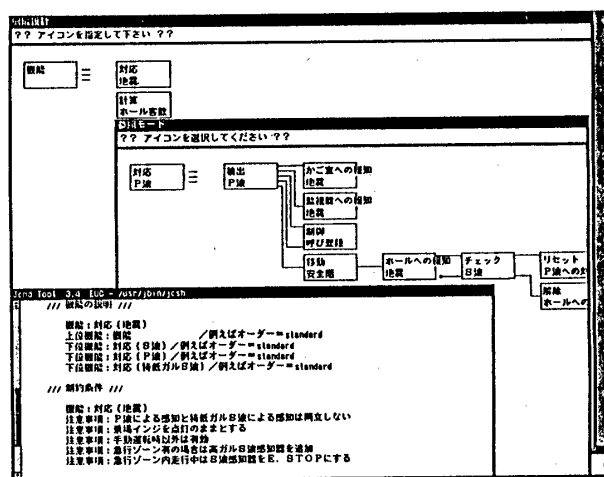 ?? アイコンを指定して下さい ??
機能
対応
地震
計算
ホール客数
?? アイコンを選択してください ??
対応
P波
検出
P波
かご室への報知
地震
監視盤への報知
地震
制御
呼び登録
移動
安全階
ホールへの報知
地震
チェック
S波
リセット
P波への対
解除
ホールへの
Tool 3.4 EUC - /usr/jbin/jcsh
/// 機能の説明 ///
機能:対応(地震)
上位機能:機能 /例えばオーダー=standard
下位機能:対応(S波)/例えばオーダー=standard
下位機能:対応(P波)/例えばオーダー=standard
下位機能:対応(特低ガルS波)/例えばオーダー=standard
/// 制約条件 ///
機能:対応(地震)
注意事項:P波による感知と特低ガルS波による感知は両立しない
注意事項:乗場インジを点灯のままとする
注意事項:手動運転時以外は有効
注意事項:急行ゾーン有の場合は高ガルS波感知器を追加
注意事項:急行ゾーン内走行中はS波感知器をE.STOPにする